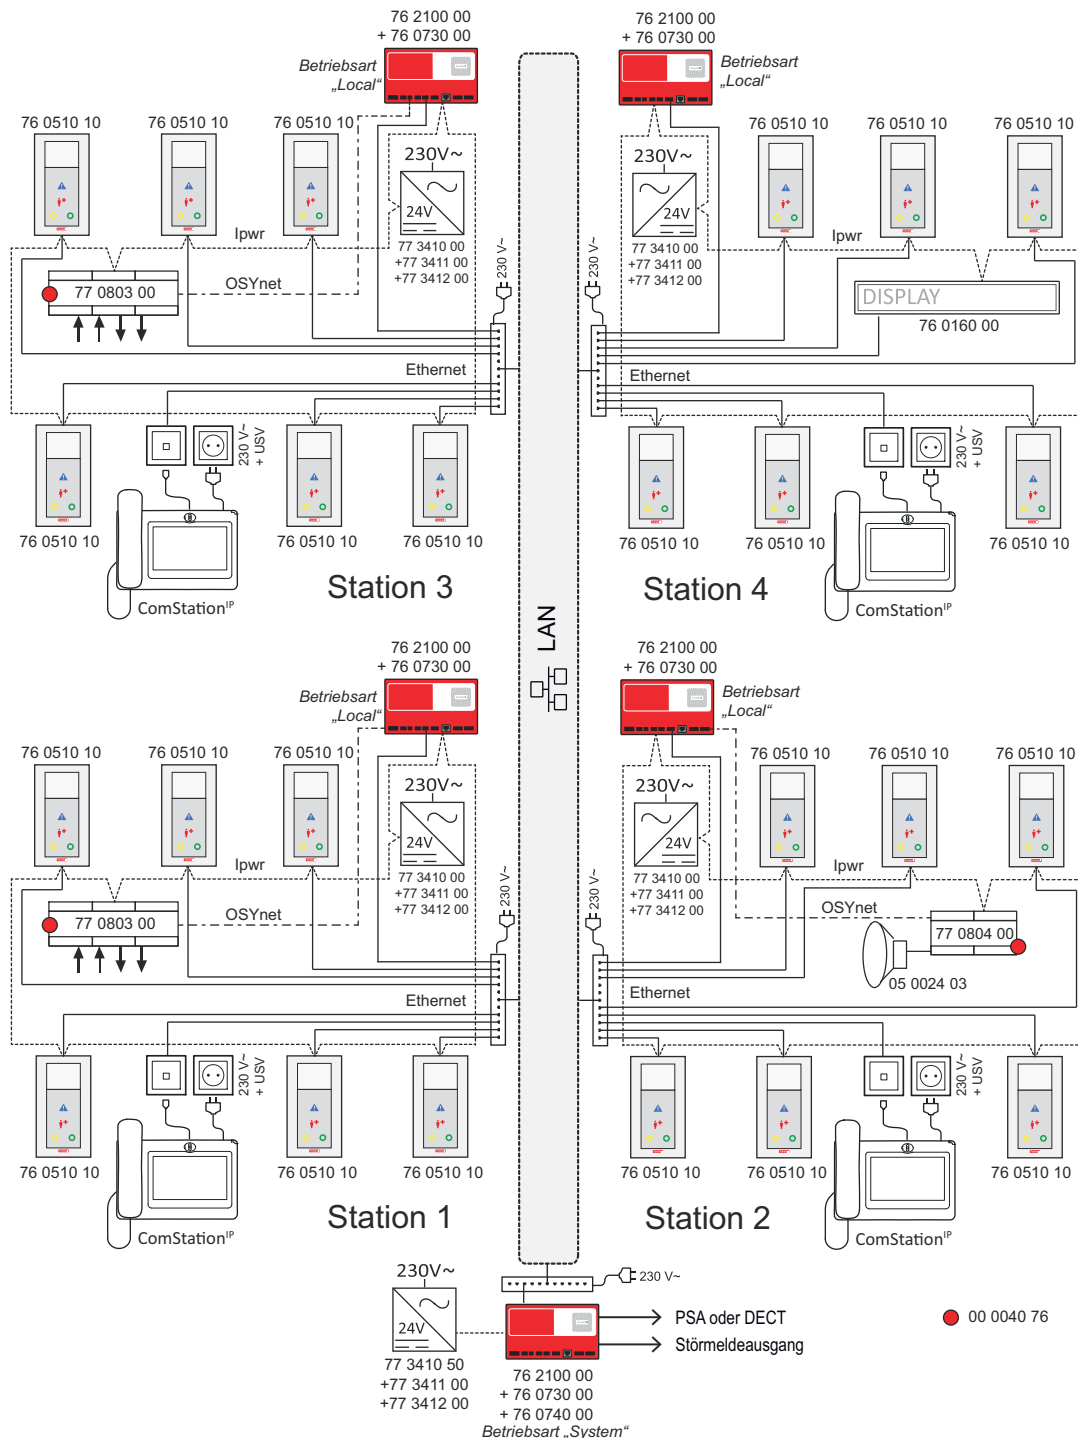 76 2100 00
+ 76 0730 00
Betriebsart
„Local“
76 0510 10
76 0510 10
76 0510 10
230V~
24V
77 3410 00
+77 3411 00
+77 3412 00
Ipwr
77 0803 00
OSYnet
230 V~
Ethernet
230 V~
+ USV
76 0510 10
76 0510 10
76 0510 10
ComStationIP
Station 3
76 2100 00
+ 76 0730 00
Betriebsart
„Local“
76 0510 10
76 0510 10
76 0510 10
230V~
24V
77 3410 00
+77 3411 00
+77 3412 00
Ipwr
230 V~
DISPLAY
76 0160 00
Ethernet
230 V~
+ USV
76 0510 10
76 0510 10
76 0510 10
ComStationIP
Station 4
LAN
76 2100 00
+ 76 0730 00
Betriebsart
„Local“
76 0510 10
76 0510 10
76 0510 10
230V~
24V
77 3410 00
+77 3411 00
+77 3412 00
Ipwr
77 0803 00
OSYnet
230 V~
Ethernet
230 V~
+ USV
76 0510 10
76 0510 10
76 0510 10
ComStationIP
Station 1
76 2100 00
+ 76 0730 00
Betriebsart
„Local“
76 0510 10
76 0510 10
76 0510 10
230V~
24V
77 3410 00
+77 3411 00
+77 3412 00
Ipwr
OSYnet
77 0804 00
05 0024 03
230 V~
Ethernet
230 V~
+ USV
76 0510 10
76 0510 10
76 0510 10
ComStationIP
Station 2
230V~
24V
77 3410 50
+77 3411 00
+77 3412 00
230 V~
76 2100 00
+ 76 0730 00
+ 76 0740 00
Betriebsart „System“
PSA oder DECT
Störmeldeausgang
00 0040 76